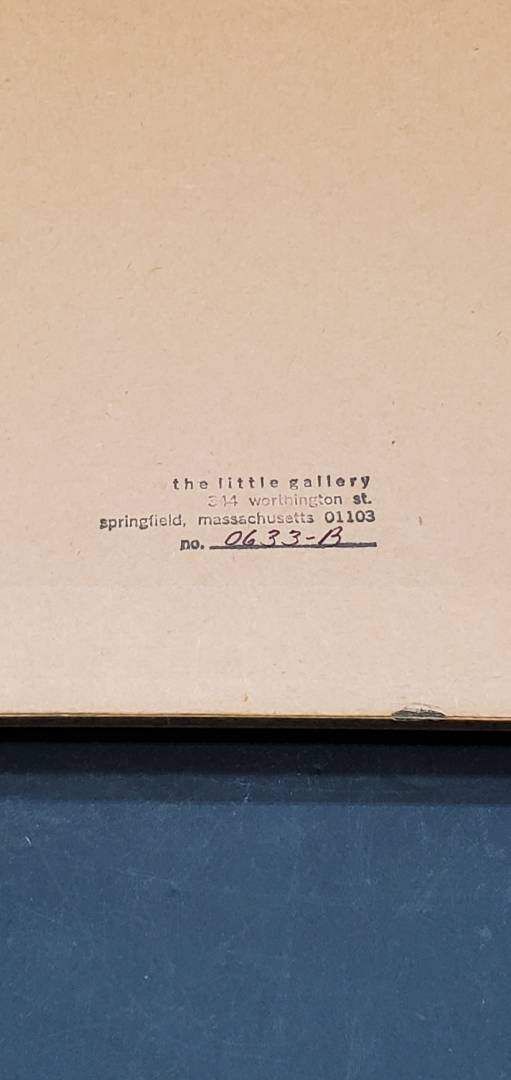 the little gallery
344 worthington st.
springfield, massachusetts 01103
no. 0633-B